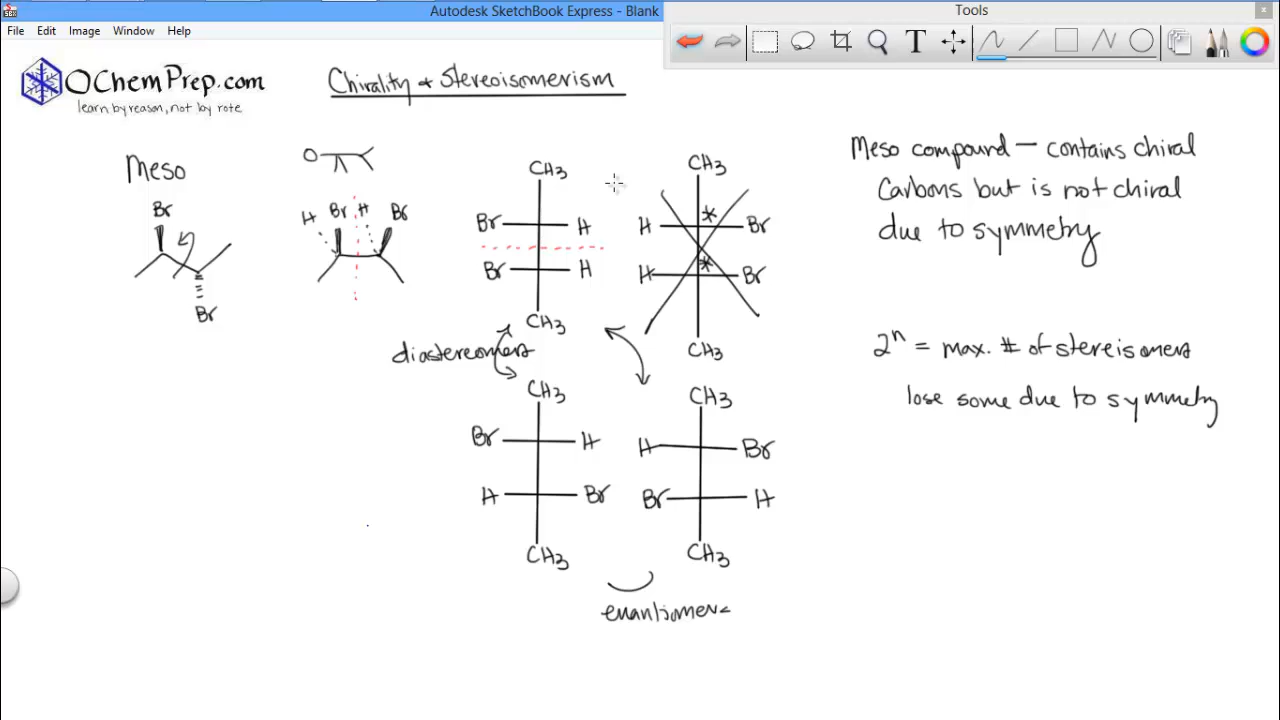 Autodesk SketchBook Express - Blank
Tools
File Edit Image Window Help
OChemPrep.com
learn by reason, not by rote
Chirality & Stereoisomerism
Meso
Br
Br
H Br H Br
CH3
Br H
Br H
CH3
CH3
H * Br
H * Br
CH3
diastereomers
CH3
Br H
H Br
CH3
CH3
H Br
Br H
CH3
enantiomers
Meso compound — contains chiral
Carbons but is not chiral
due to symmetry
2ⁿ = max. # of stereisomers
lose some due to symmetry